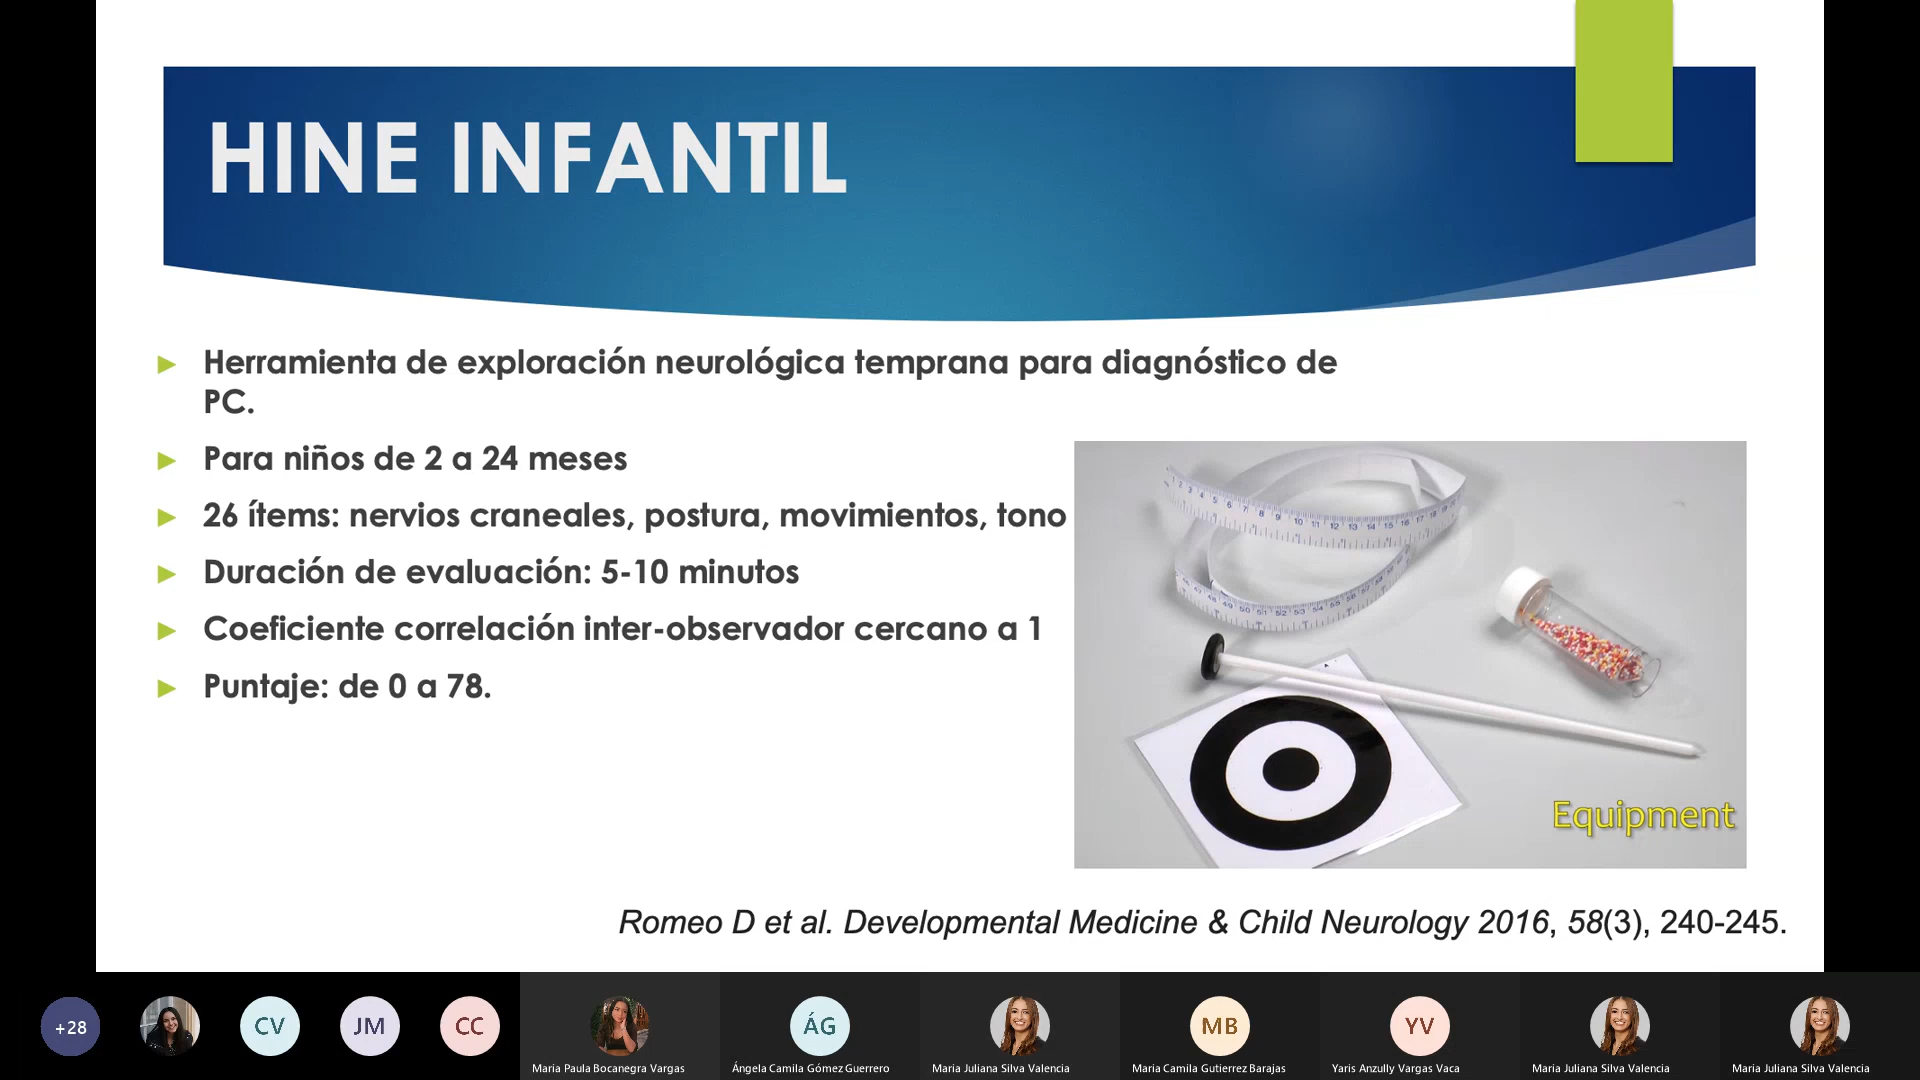 HINE INFANTIL
Herramienta de exploración neurológica temprana para diagnóstico de
PC.
Para niños de 2 a 24 meses
26 ítems: nervios craneales, postura, movimientos, tono
Duración de evaluación: 5-10 minutos
Coeficiente correlación inter-observador cercano a 1
Puntaje: de 0 a 78.
Equipment
Romeo D et al. Developmental Medicine & Child Neurology 2016, 58(3), 240-245.
+28
CV
JM
CC
ÁG
MB
YV
Maria Paula Bocanegra Vargas
Ángela Camila Gómez Guerrero
Maria Juliana Silva Valencia
Maria Camila Gutierrez Barajas
Yaris Anzully Vargas Vaca
Maria Juliana Silva Valencia
Maria Juliana Silva Valencia